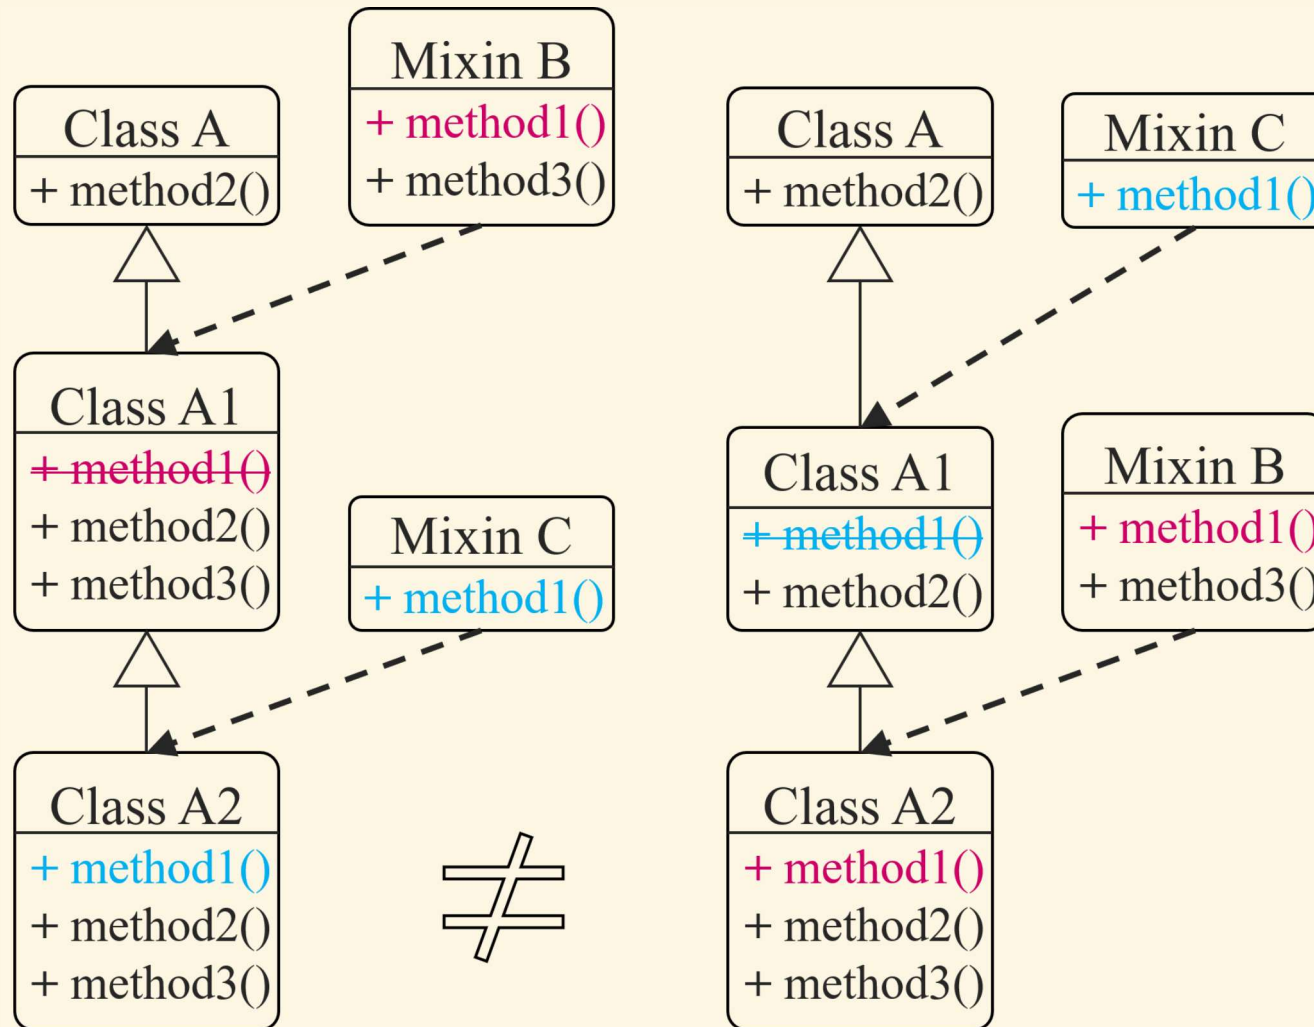 Class A
+ method2()
Mixin B
+ method1()
+ method3()
Class A1
+ method1()
+ method2()
+ method3()
Mixin C
+ method1()
Class A2
+ method1()
+ method2()
+ method3()
≠
Class A
+ method2()
Mixin C
+ method1()
Class A1
+ method1()
+ method2()
Mixin B
+ method1()
+ method3()
Class A2
+ method1()
+ method2()
+ method3()